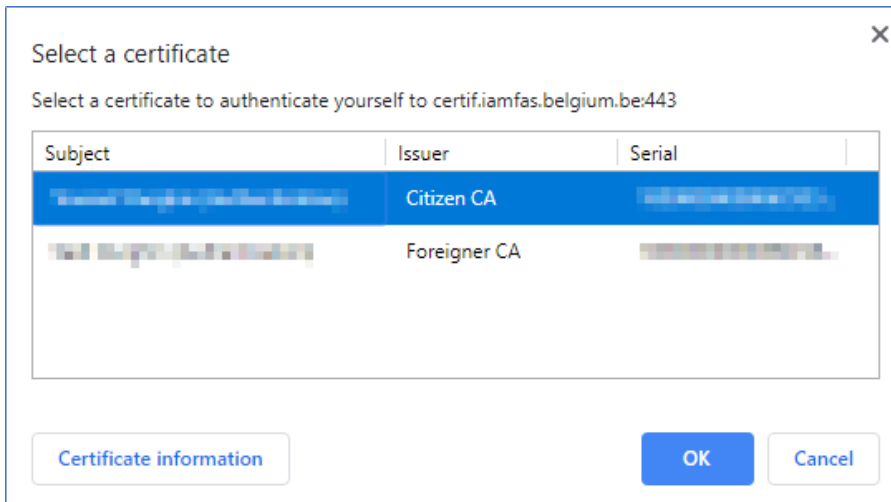 Select a certificate
Select a certificate to authenticate yourself to certif.iamfas.belgium.be:443
Subject Issuer Serial
Citizen CA
Foreigner CA
Certificate information OK Cancel